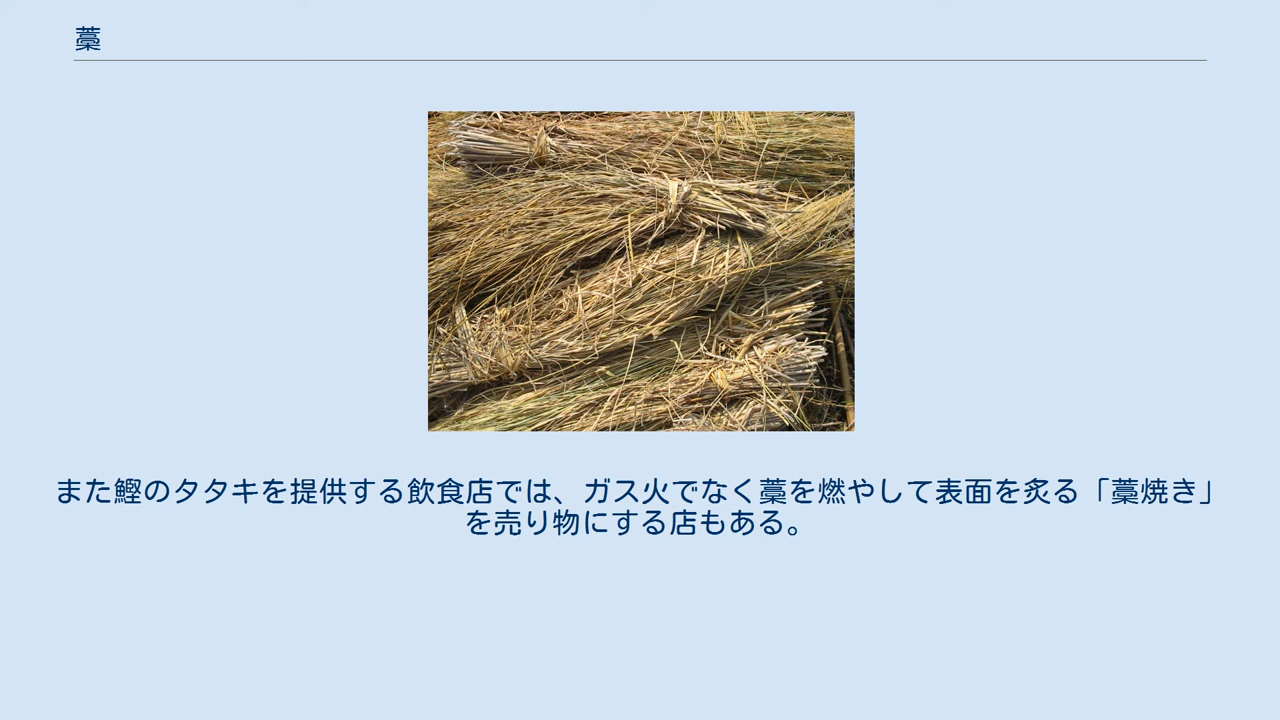 藁
また鰹のタタキを提供する飲食店では、ガス火でなく藁を燃やして表面を炙る「藁焼き」
を売り物にする店もある。